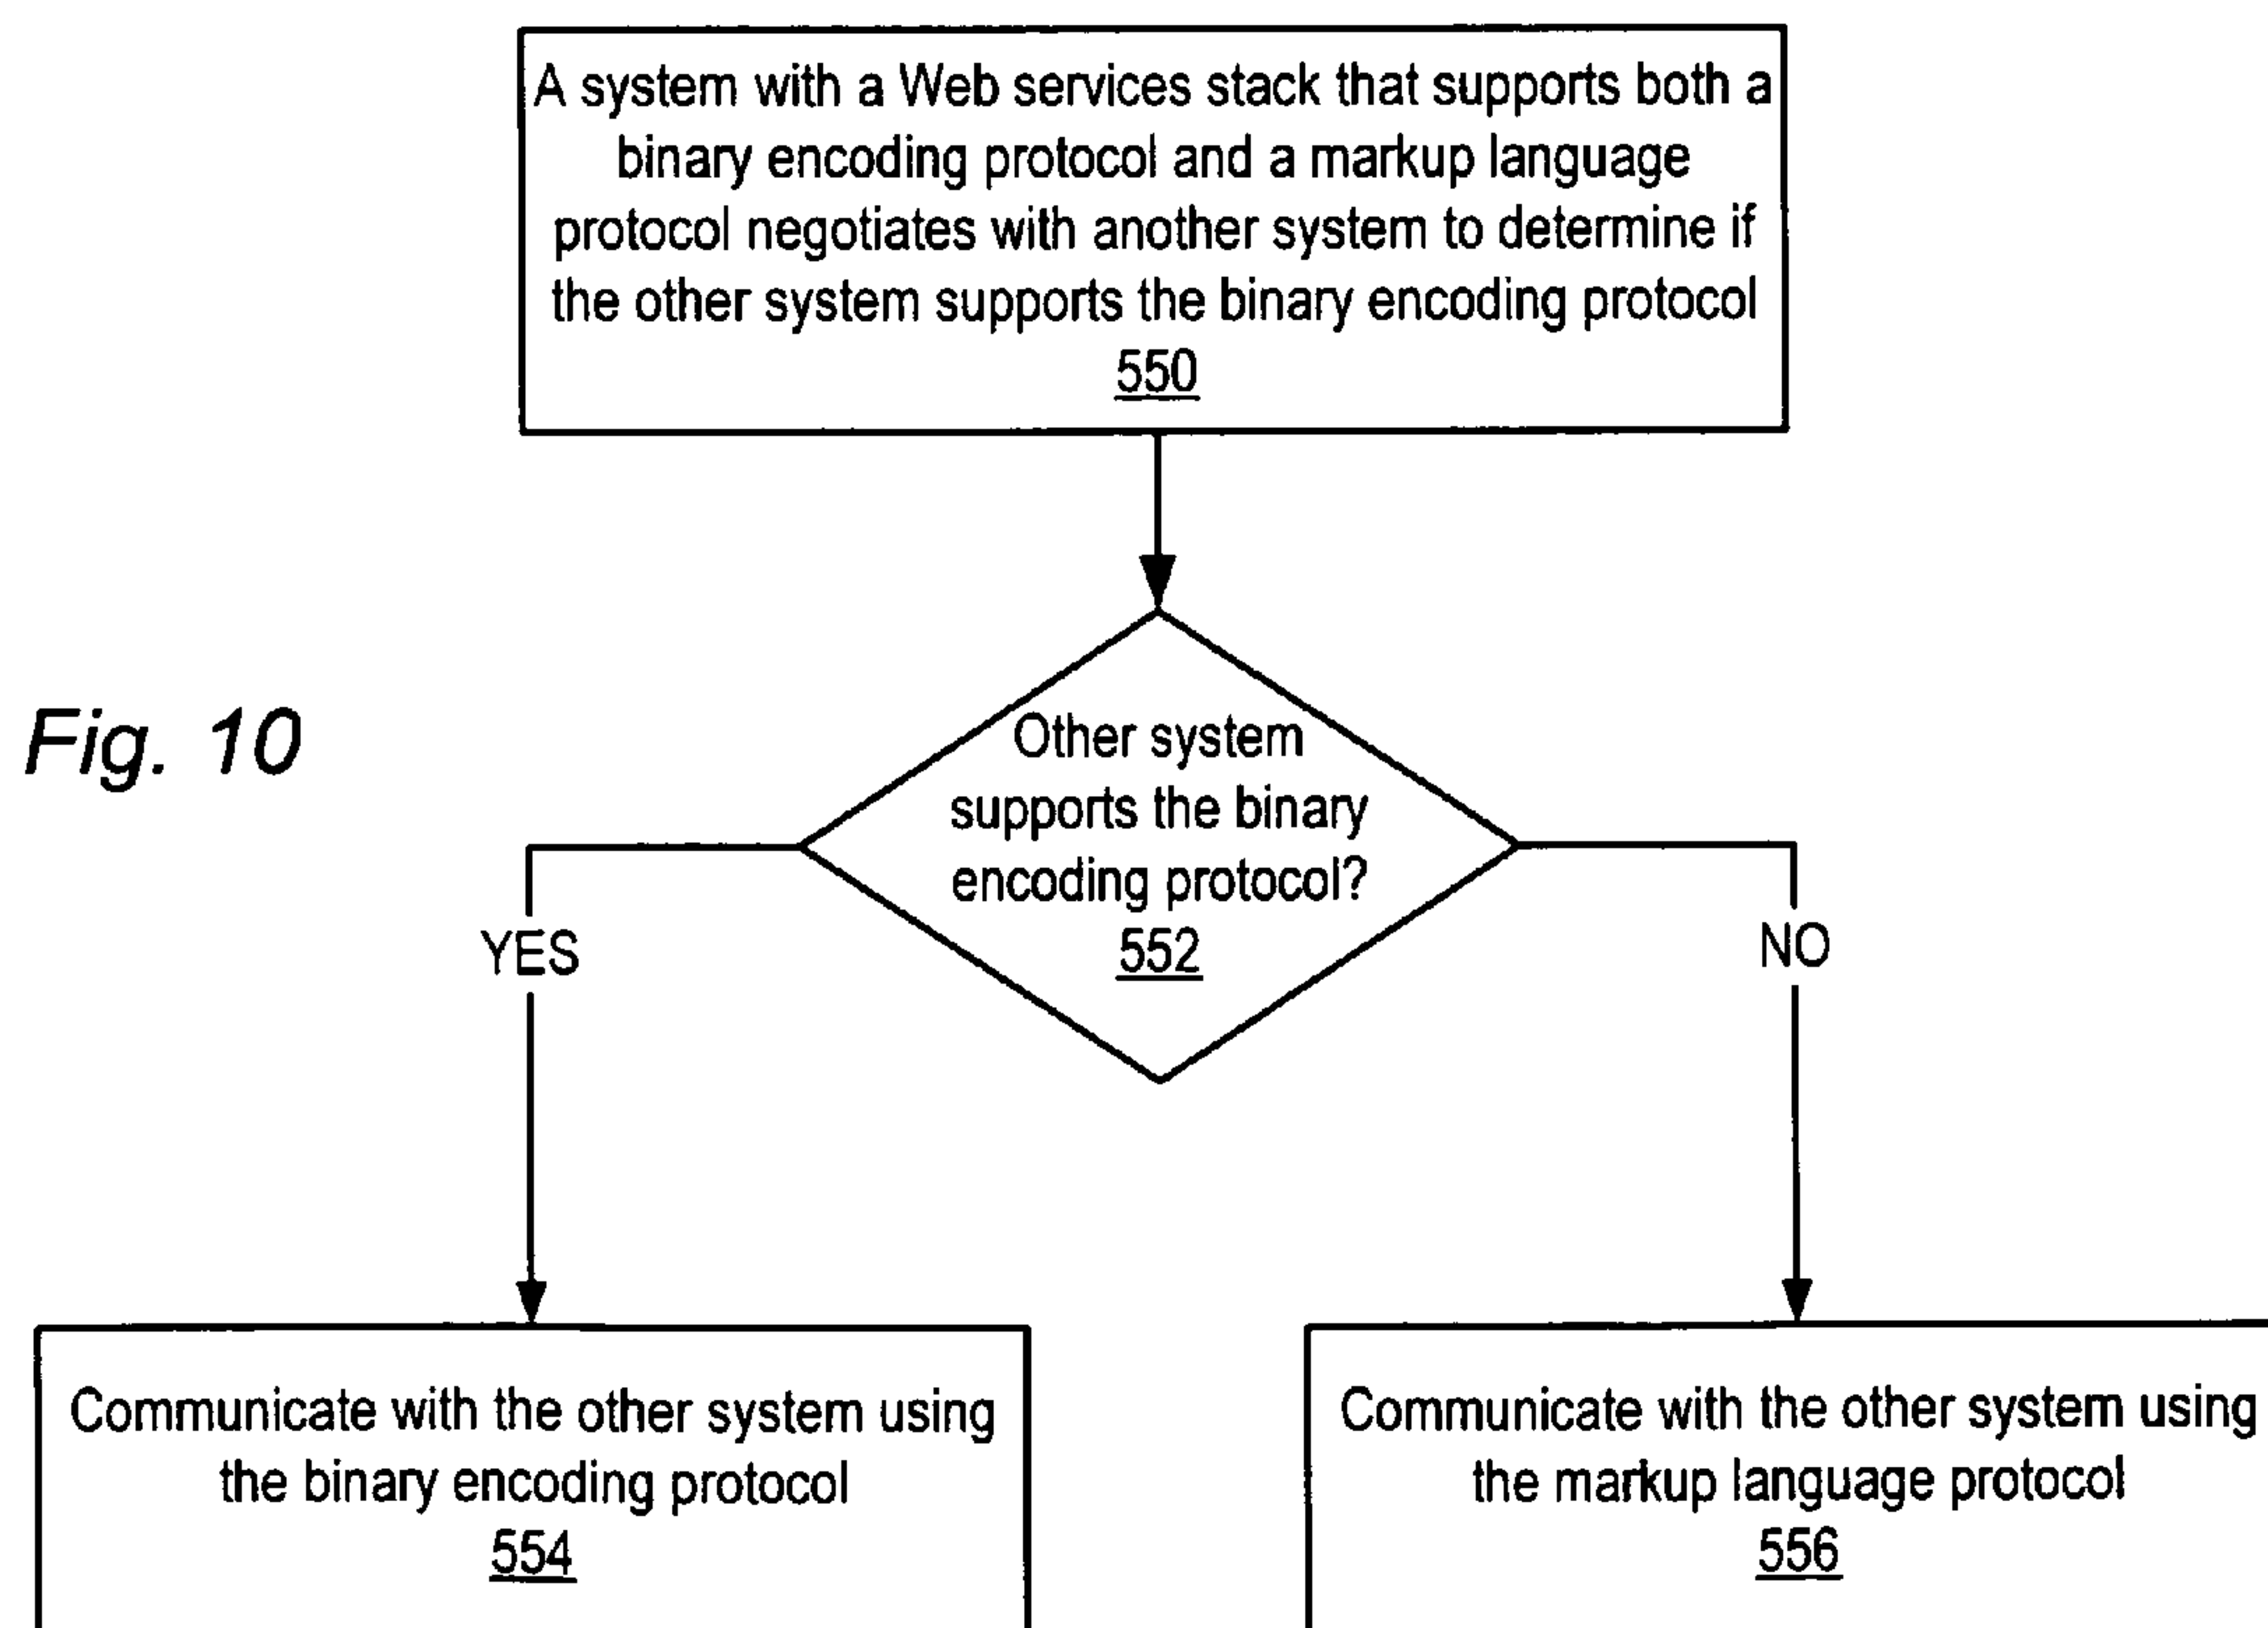 A system with a Web services stack that supports both a
binary encoding protocol and a markup language
protocol negotiates with another system to determine if
the other system supports the binary encoding protocol
550
Fig. 10
Other system
supports the binary
encoding protocol?
552
YES
NO
Communicate with the other system using
the binary encoding protocol
554
Communicate with the other system using
the markup language protocol
556